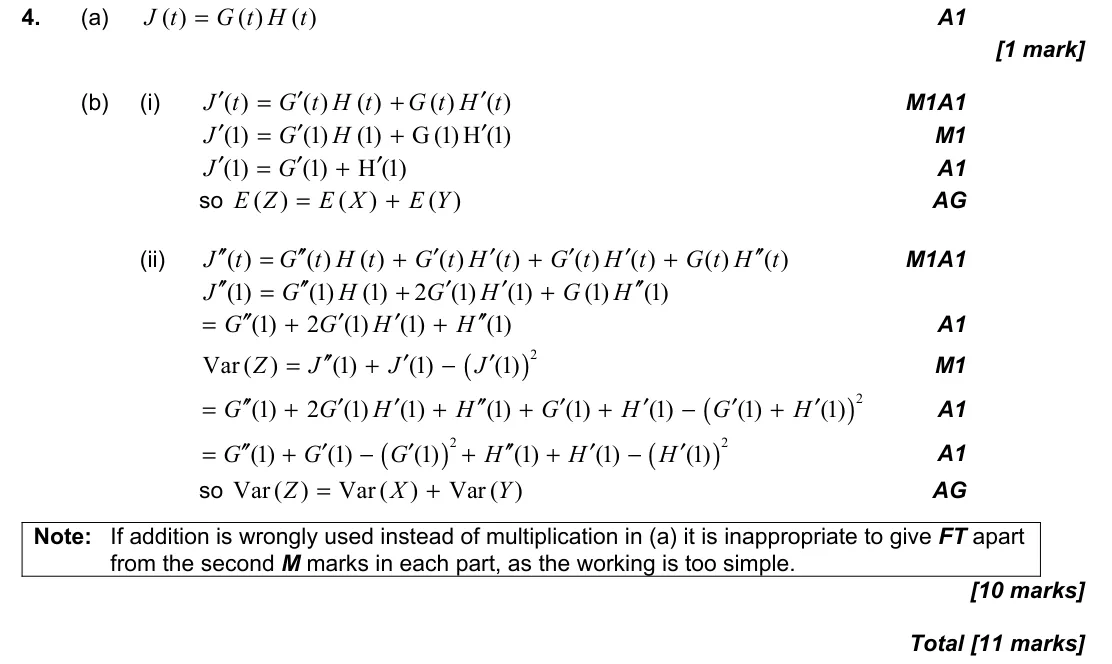 4. (a) J (t) = G (t) H (t) A1
[1 mark]
(b) (i) J′(t) = G′(t) H (t) + G (t) H′(t) M1A1
J′(1) = G′(1) H (1) + G (1) H′(1) M1
J′(1) = G′(1) + H′(1) A1
so E (Z) = E (X) + E (Y) AG
(ii) J″(t) = G″(t) H (t) + G′(t) H′(t) + G′(t) H′(t) + G(t) H″(t) M1A1
J″(1) = G″(1) H (1) + 2G′(1) H′(1) + G (1) H″(1)
= G″(1) + 2G′(1) H′(1) + H″(1) A1
Var (Z) = J″(1) + J′(1) − (J′(1))² M1
= G″(1) + 2G′(1) H′(1) + H″(1) + G′(1) + H′(1) − (G′(1) + H′(1))² A1
= G″(1) + G′(1) − (G′(1))² + H″(1) + H′(1) − (H′(1))² A1
so Var (Z) = Var (X) + Var (Y) AG
Note: If addition is wrongly used instead of multiplication in (a) it is inappropriate to give FT apart
from the second M marks in each part, as the working is too simple.
[10 marks]
Total [11 marks]